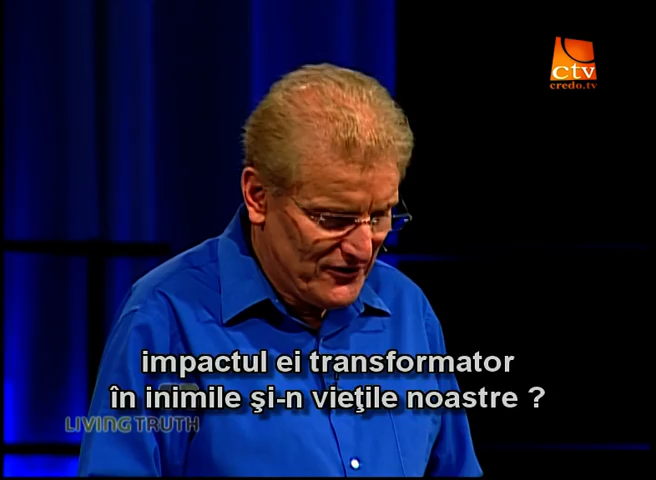 ctv
credo.tv
impactul ei transformator
în inimile şi-n vieţile noastre ?
LIVING TRUTH